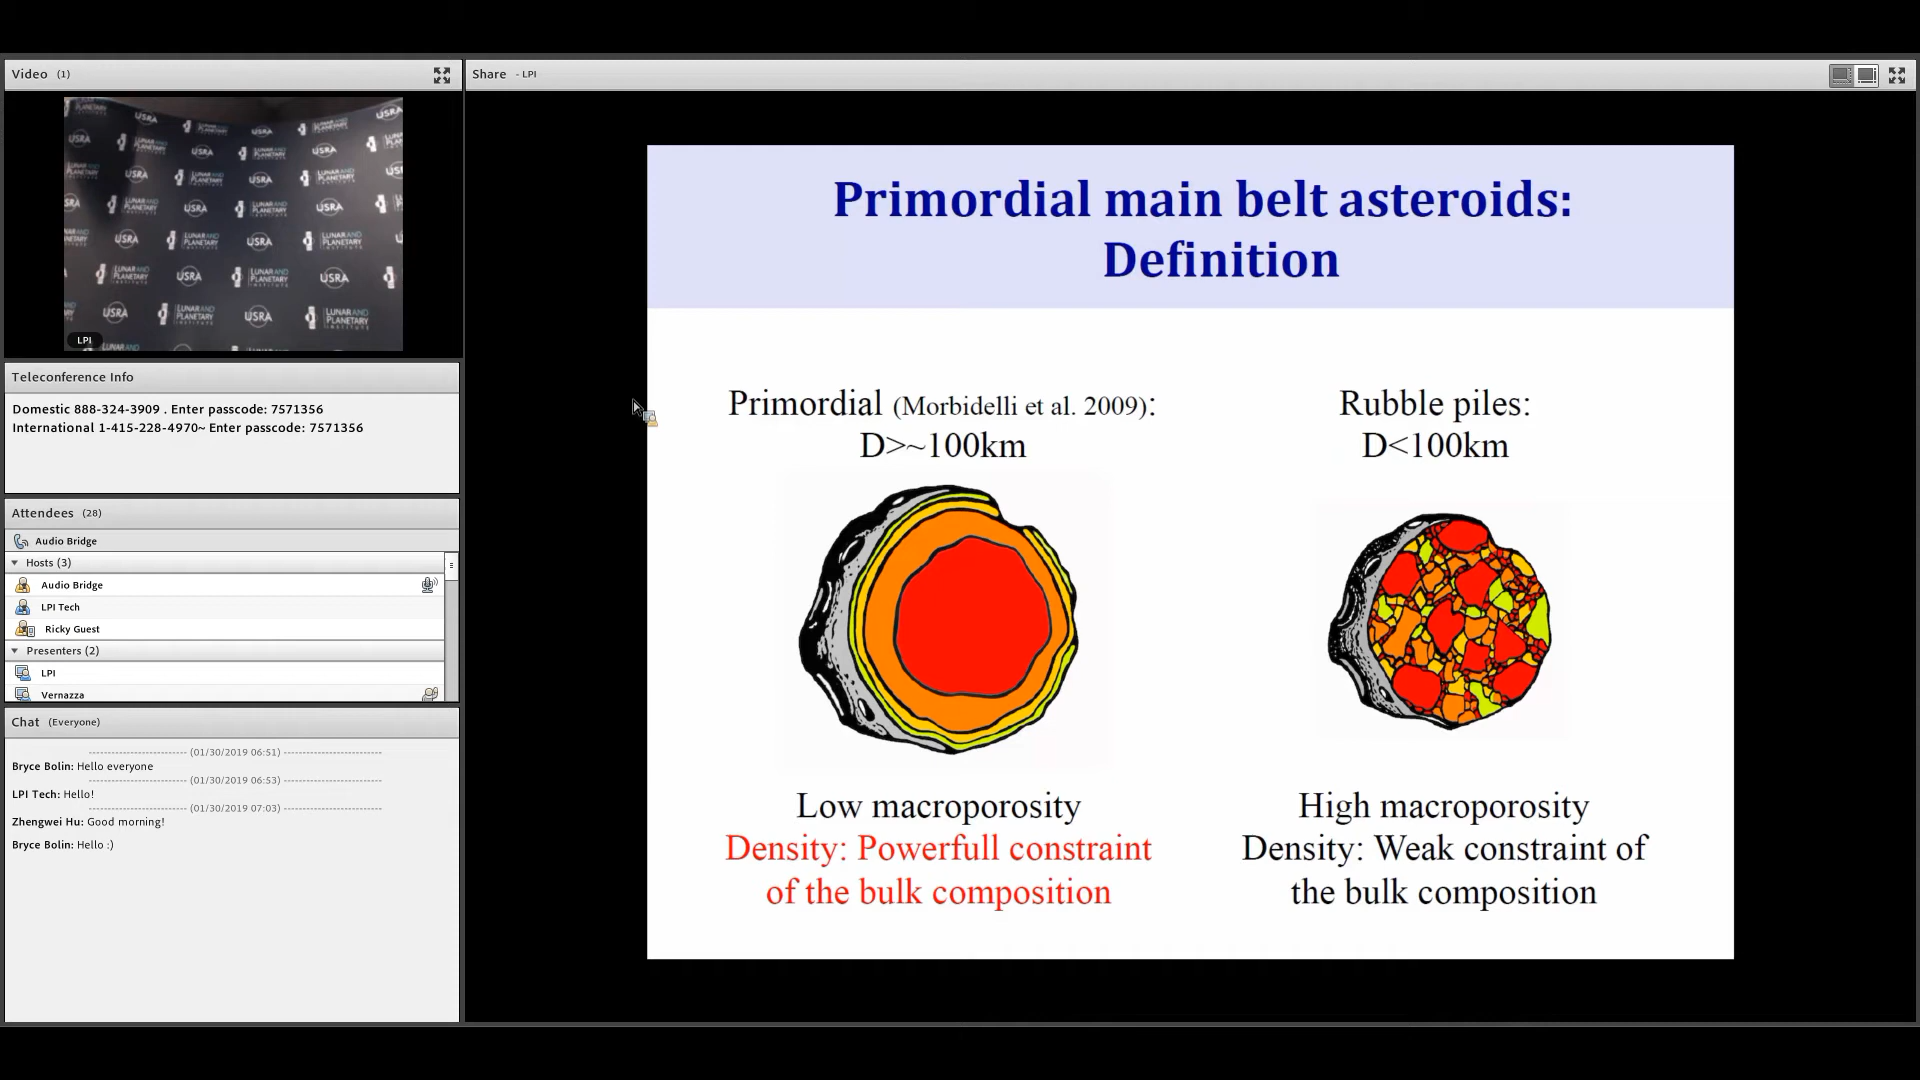 Video (1)
LPI
Teleconference Info
Domestic 888-324-3909 . Enter passcode: 7571356
International 1-415-228-4970~ Enter passcode: 7571356
Attendees (28)
Audio Bridge
Hosts (3)
Audio Bridge
LPI Tech
Ricky Guest
Presenters (2)
LPI
Vernazza
Chat (Everyone)
------------------------- (01/30/2019 06:51) -------------------------
Bryce Bolin: Hello everyone
------------------------- (01/30/2019 06:53) -------------------------
LPI Tech: Hello!
------------------------- (01/30/2019 07:03) -------------------------
Zhengwei Hu: Good morning!
Bryce Bolin: Hello :)
Share - LPI
Primordial main belt asteroids:
Definition
Primordial (Morbidelli et al. 2009):
D>~100km
Low macroporosity
Density: Powerfull constraint
of the bulk composition
Rubble piles:
D<100km
High macroporosity
Density: Weak constraint of
the bulk composition
USRA
LUNAR AND
PLANETARY
INSTITUTE